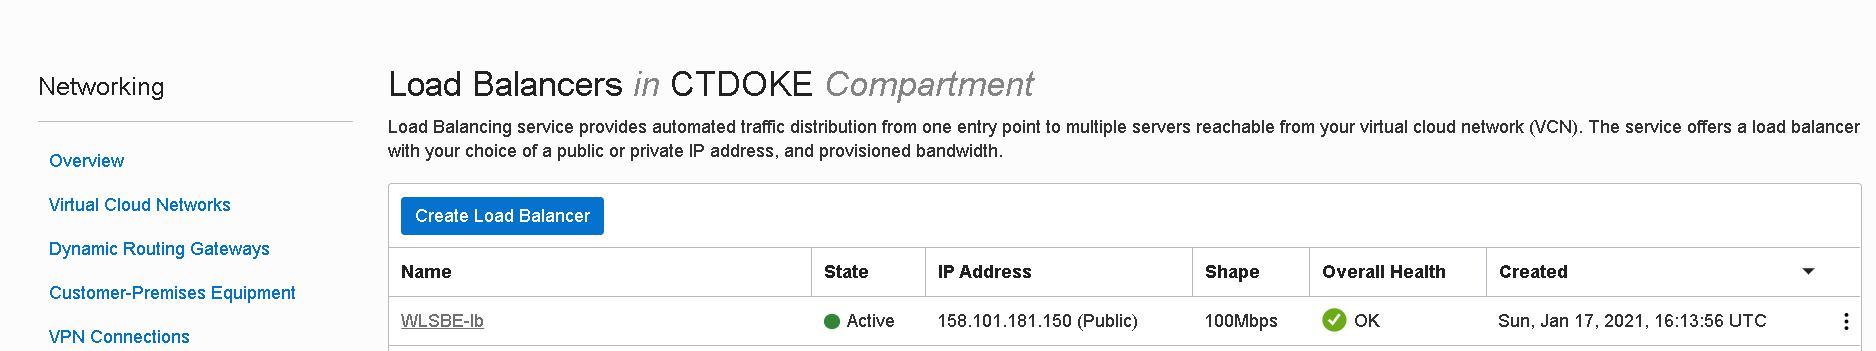 Networking
Overview
Virtual Cloud Networks
Dynamic Routing Gateways
Customer-Premises Equipment
VPN Connections
Load Balancers in CTDOKE Compartment
Load Balancing service provides automated traffic distribution from one entry point to multiple servers reachable from your virtual cloud network (VCN). The service offers a load balancer
with your choice of a public or private IP address, and provisioned bandwidth.
Create Load Balancer
Name State IP Address Shape Overall Health Created
WLSBE-lb Active 158.101.181.150 (Public) 100Mbps OK Sun, Jan 17, 2021, 16:13:56 UTC